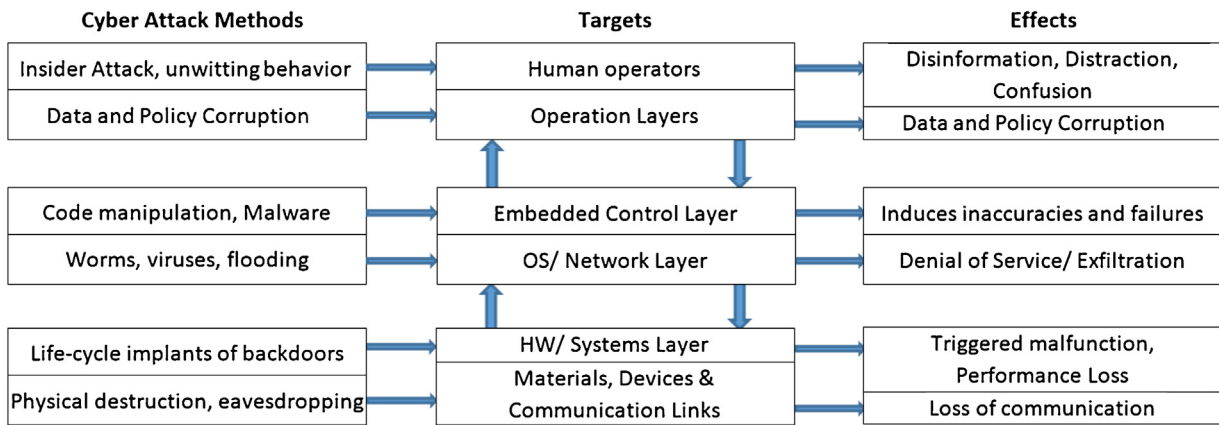 Cyber Attack Methods
Targets
Effects
Insider Attack, unwitting behavior
Human operators
Disinformation, Distraction,
Confusion
Data and Policy Corruption
Operation Layers
Data and Policy Corruption
Code manipulation, Malware
Embedded Control Layer
Induces inaccuracies and failures
Worms, viruses, flooding
OS/ Network Layer
Denial of Service/ Exfiltration
Life-cycle implants of backdoors
HW/ Systems Layer
Triggered malfunction,
Performance Loss
Physical destruction, eavesdropping
Materials, Devices &
Communication Links
Loss of communication